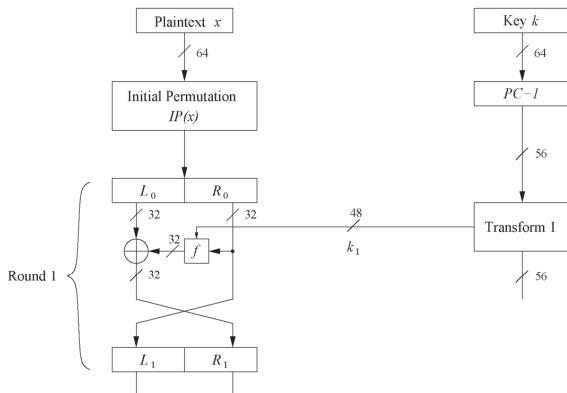 Plaintext x
Key k
64
64
Initial Permutation
IP(x)
PC−1
56
L0
R0
32
32
48
Transform 1
32
f
k1
Round 1
32
56
L1
R1